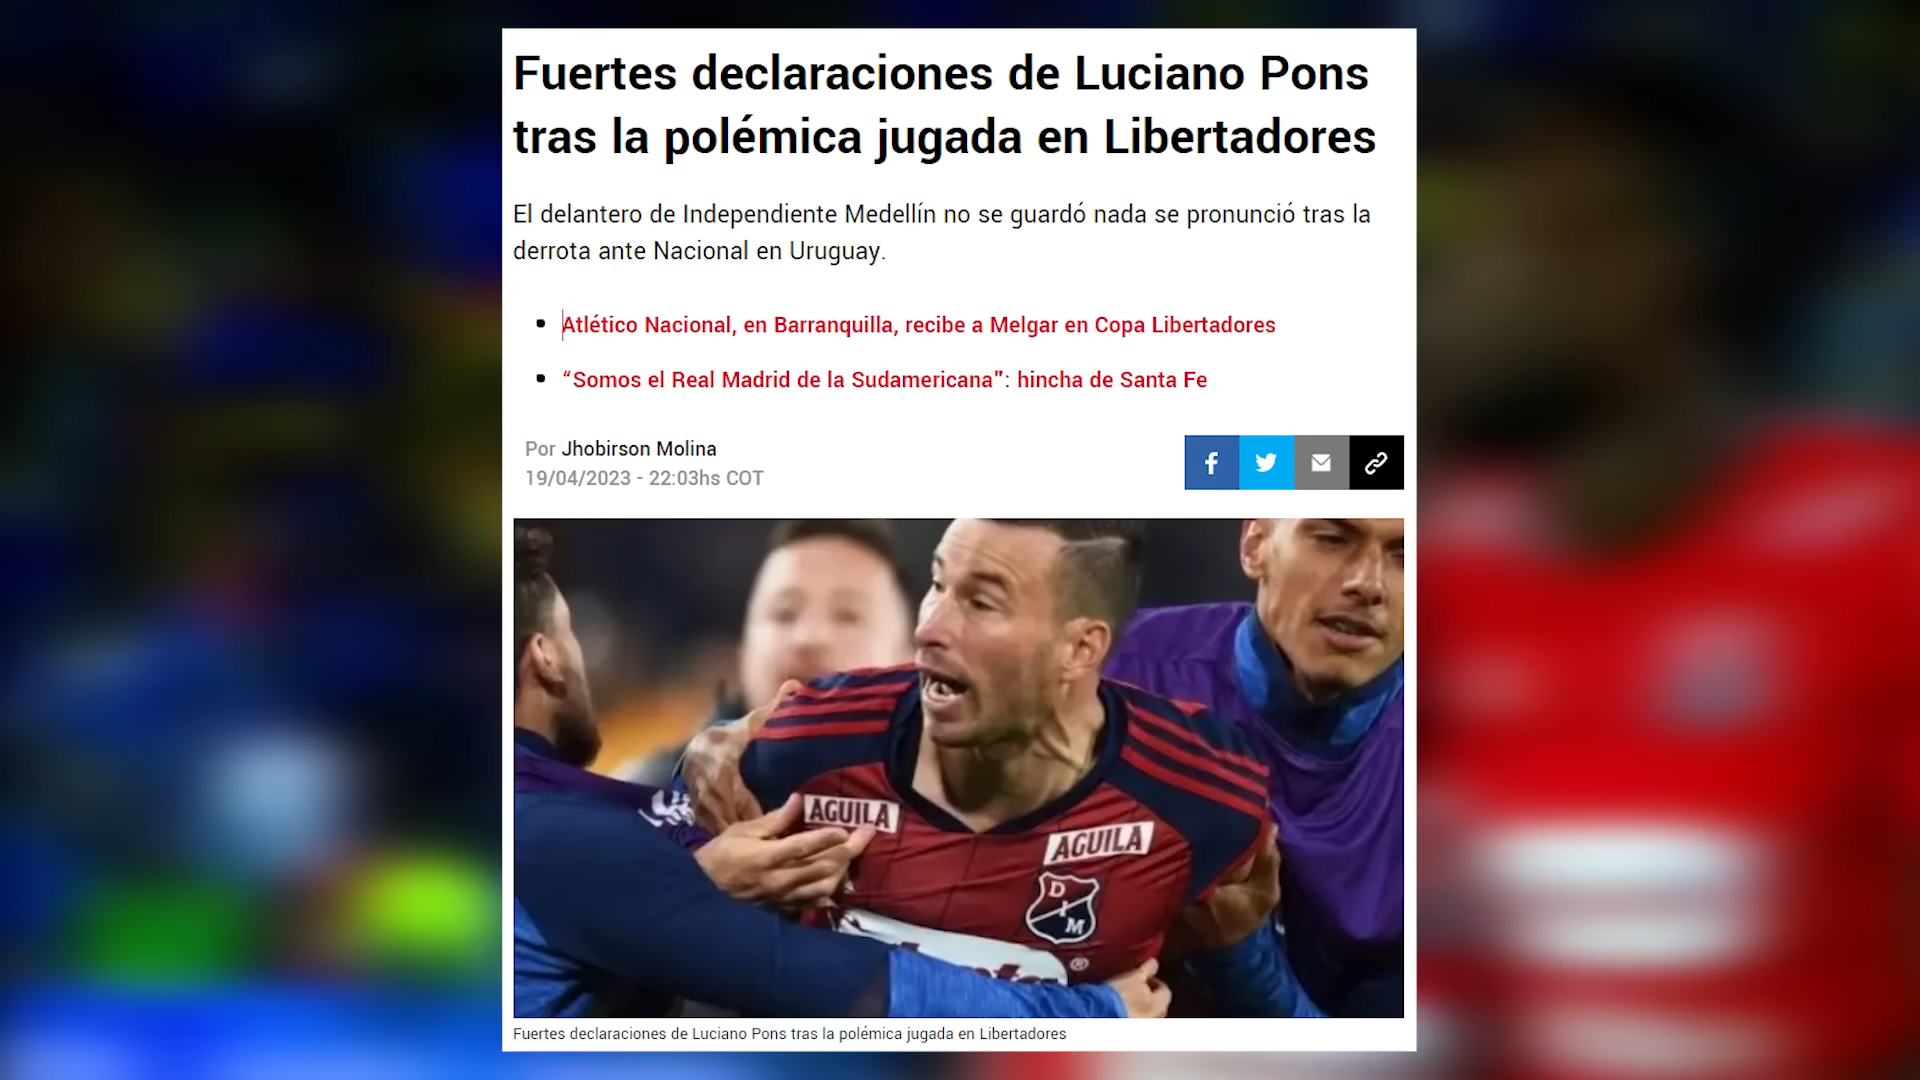 Fuertes declaraciones de Luciano Pons
tras la polémica jugada en Libertadores
El delantero de Independiente Medellín no se guardó nada se pronunció tras la
derrota ante Nacional en Uruguay.
Atlético Nacional, en Barranquilla, recibe a Melgar en Copa Libertadores
“Somos el Real Madrid de la Sudamericana": hincha de Santa Fe
Por Jhobirson Molina
19/04/2023 - 22:03hs COT
AGUILA
AGUILA
DIM
Fuertes declaraciones de Luciano Pons tras la polémica jugada en Libertadores